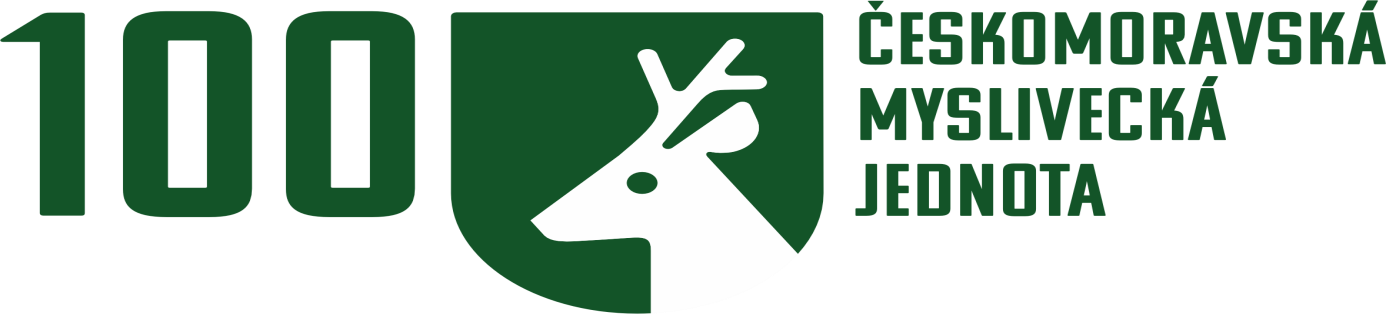 100
ČESKOMORAVSKÁ
MYSLIVECKÁ
JEDNOTA